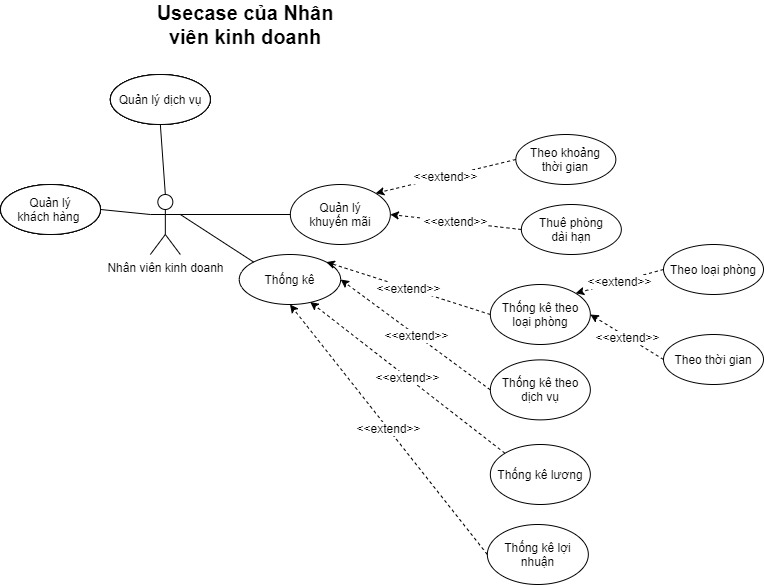 Usecase của Nhân
viên kinh doanh
Quản lý dịch vụ
Theo khoảng
thời gian
<<extend>>
Quản lý
khách hàng
Quản lý
khuyến mãi
<<extend>>
Thuê phòng
dài hạn
Nhân viên kinh doanh
Thống kê
<<extend>>
Thống kê theo
loại phòng
<<extend>>
Theo loại phòng
<<extend>>
Theo thời gian
<<extend>>
Thống kê theo
dịch vụ
<<extend>>
Thống kê lương
<<extend>>
Thống kê lợi
nhuận